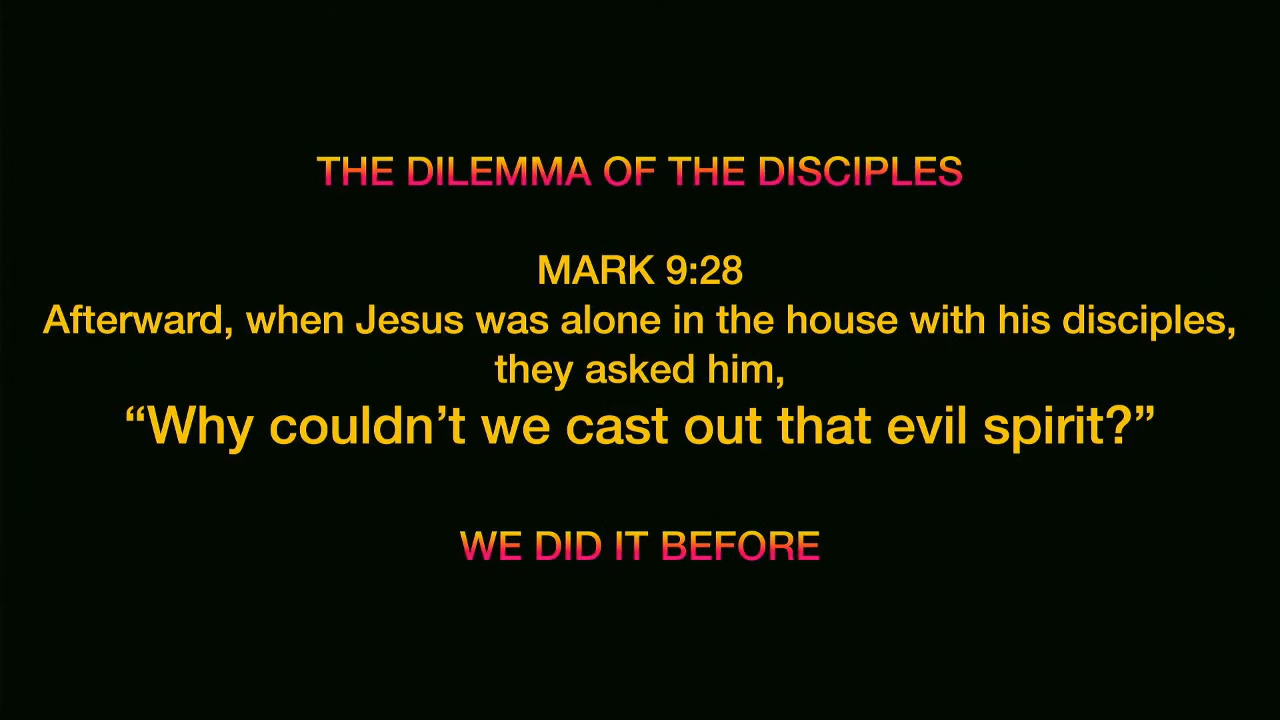 THE DILEMMA OF THE DISCIPLES
MARK 9:28
Afterward, when Jesus was alone in the house with his disciples,
they asked him,
“Why couldn’t we cast out that evil spirit?”
WE DID IT BEFORE